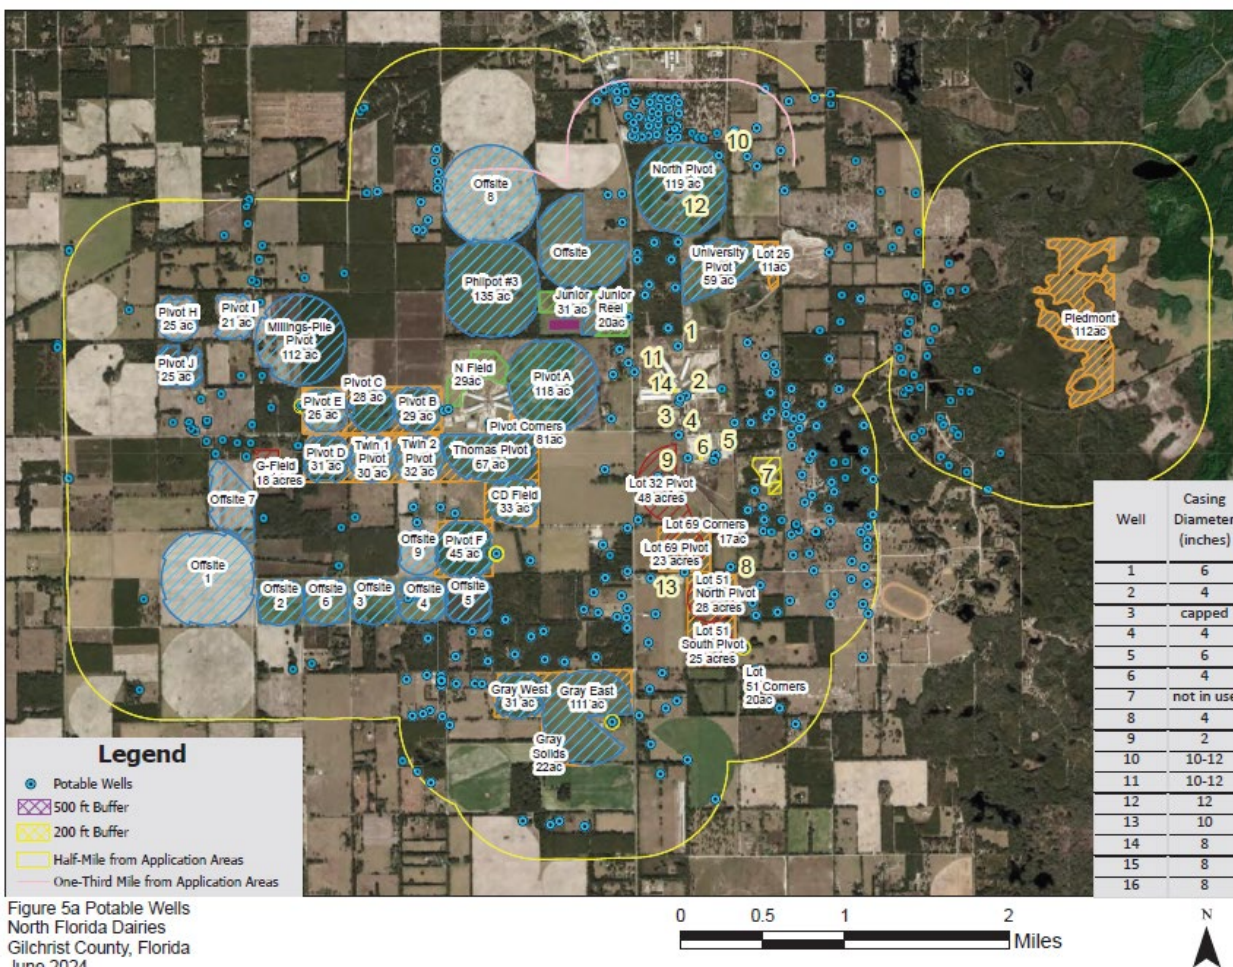 10
North Pivot
119 ac
12
Offsite
8
Offsite
University
Pivot
59 ac
Lot 26
11ac
Philpot #3
135 ac
Junior
31 ac
Junior
Reel
20ac
Pivot H
25 ac
Pivot I
21 ac
Millings-Pile
Pivot
112 ac
Piedmont
112ac
1
Pivot J
25 ac
11
N Field
29ac
Pivot A
118 ac
14
2
Pivot C
28 ac
Pivot E
26 ac
Pivot B
29 ac
3
4
Pivot Corners
81ac
Pivot D
31 ac
Twin 1
Pivot
30 ac
Twin 2
Pivot
32 ac
Thomas Pivot
67 ac
6
5
9
G-Field
18 acres
Lot 32 Pivot
48 acres
7
Offsite 7
CD Field
33 ac
Lot 69 Corners
17ac
Offsite
9
Pivot F
45 ac
Lot 69 Pivot
23 acres
8
Offsite
1
13
Lot 51
North Pivot
28 acres
Offsite
2
Offsite
6
Offsite
3
Offsite
4
Offsite
5
Lot 51
South Pivot
25 acres
Lot
51 Corners
20ac
Gray West
31 ac
Gray East
111 ac
Gray
Solids
22ac
Well Casing Diameter (inches)
1 6
2 4
3 capped
4 4
5 6
6 4
7 not in use
8 4
9 2
10 10-12
11 10-12
12 12
13 10
14 8
15 8
16 8
Legend
Potable Wells
500 ft Buffer
200 ft Buffer
Half-Mile from Application Areas
One-Third Mile from Application Areas
Figure 5a Potable Wells
North Florida Dairies
Gilchrist County, Florida
June 2024
0 0.5 1 2
Miles
N